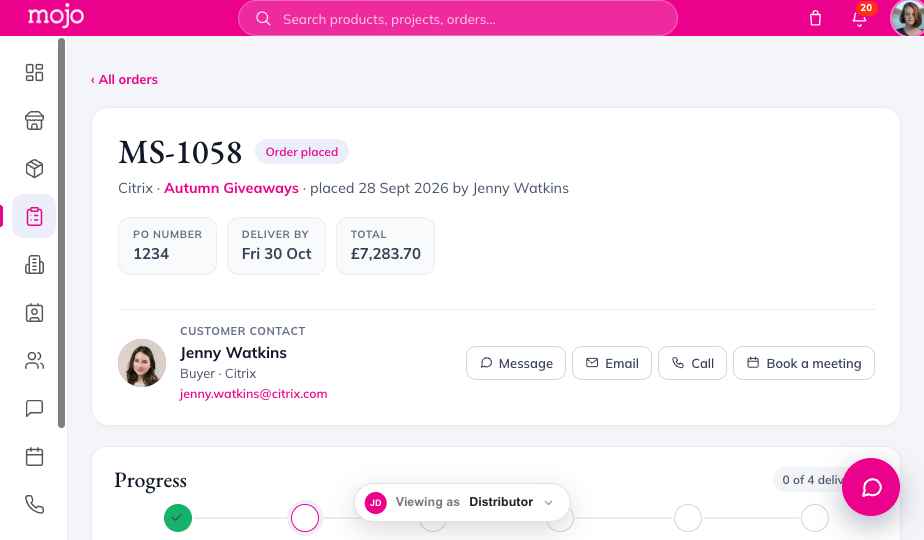 mojo
Search products, projects, orders...
20
‹ All orders
MS-1058
Order placed
Citrix · Autumn Giveaways · placed 28 Sept 2026 by Jenny Watkins
PO NUMBER
1234
DELIVER BY
Fri 30 Oct
TOTAL
£7,283.70
CUSTOMER CONTACT
Jenny Watkins
Buyer · Citrix
jenny.watkins@citrix.com
Message
Email
Call
Book a meeting
Progress
0 of 4 deliv
JD Viewing as Distributor